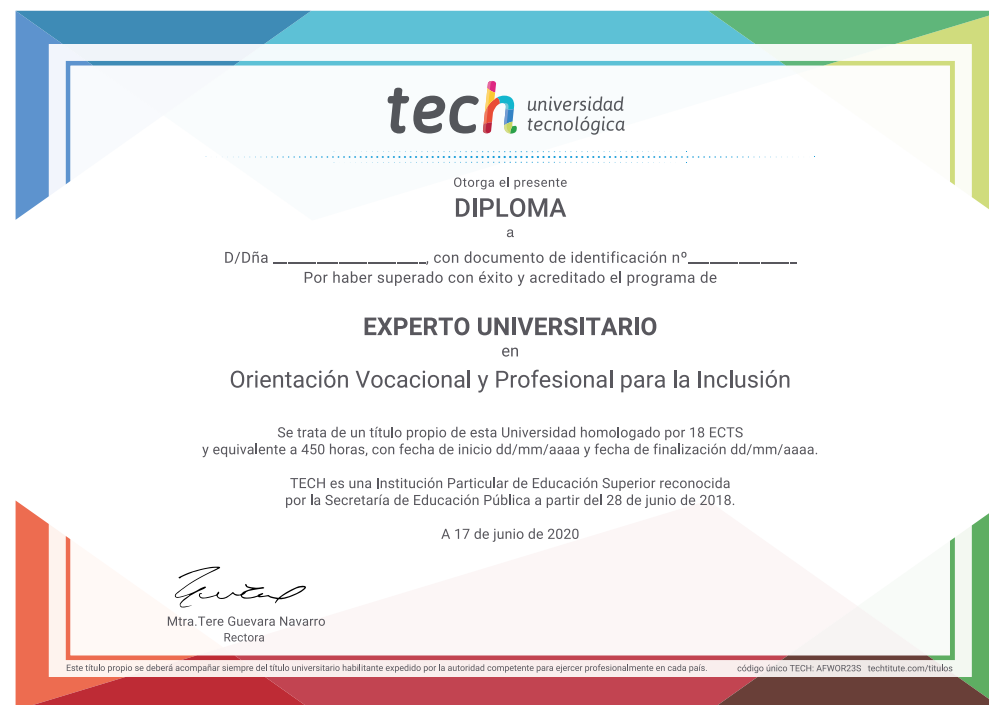 tech universidad
tecnológica
Otorga el presente
DIPLOMA
a
D/Dña ____________________, con documento de identificación nº______________
Por haber superado con éxito y acreditado el programa de
EXPERTO UNIVERSITARIO
en
Orientación Vocacional y Profesional para la Inclusión
Se trata de un título propio de esta Universidad homologado por 18 ECTS
y equivalente a 450 horas, con fecha de inicio dd/mm/aaaa y fecha de finalización dd/mm/aaaa.
TECH es una Institución Particular de Educación Superior reconocida
por la Secretaría de Educación Pública a partir del 28 de junio de 2018.
A 17 de junio de 2020
Mtra.Tere Guevara Navarro
Rectora
Este título propio se deberá acompañar siempre del título universitario habilitante expedido por la autoridad competente para ejercer profesionalmente en cada país. código único TECH: AFWOR23S techtitute.com/titulos